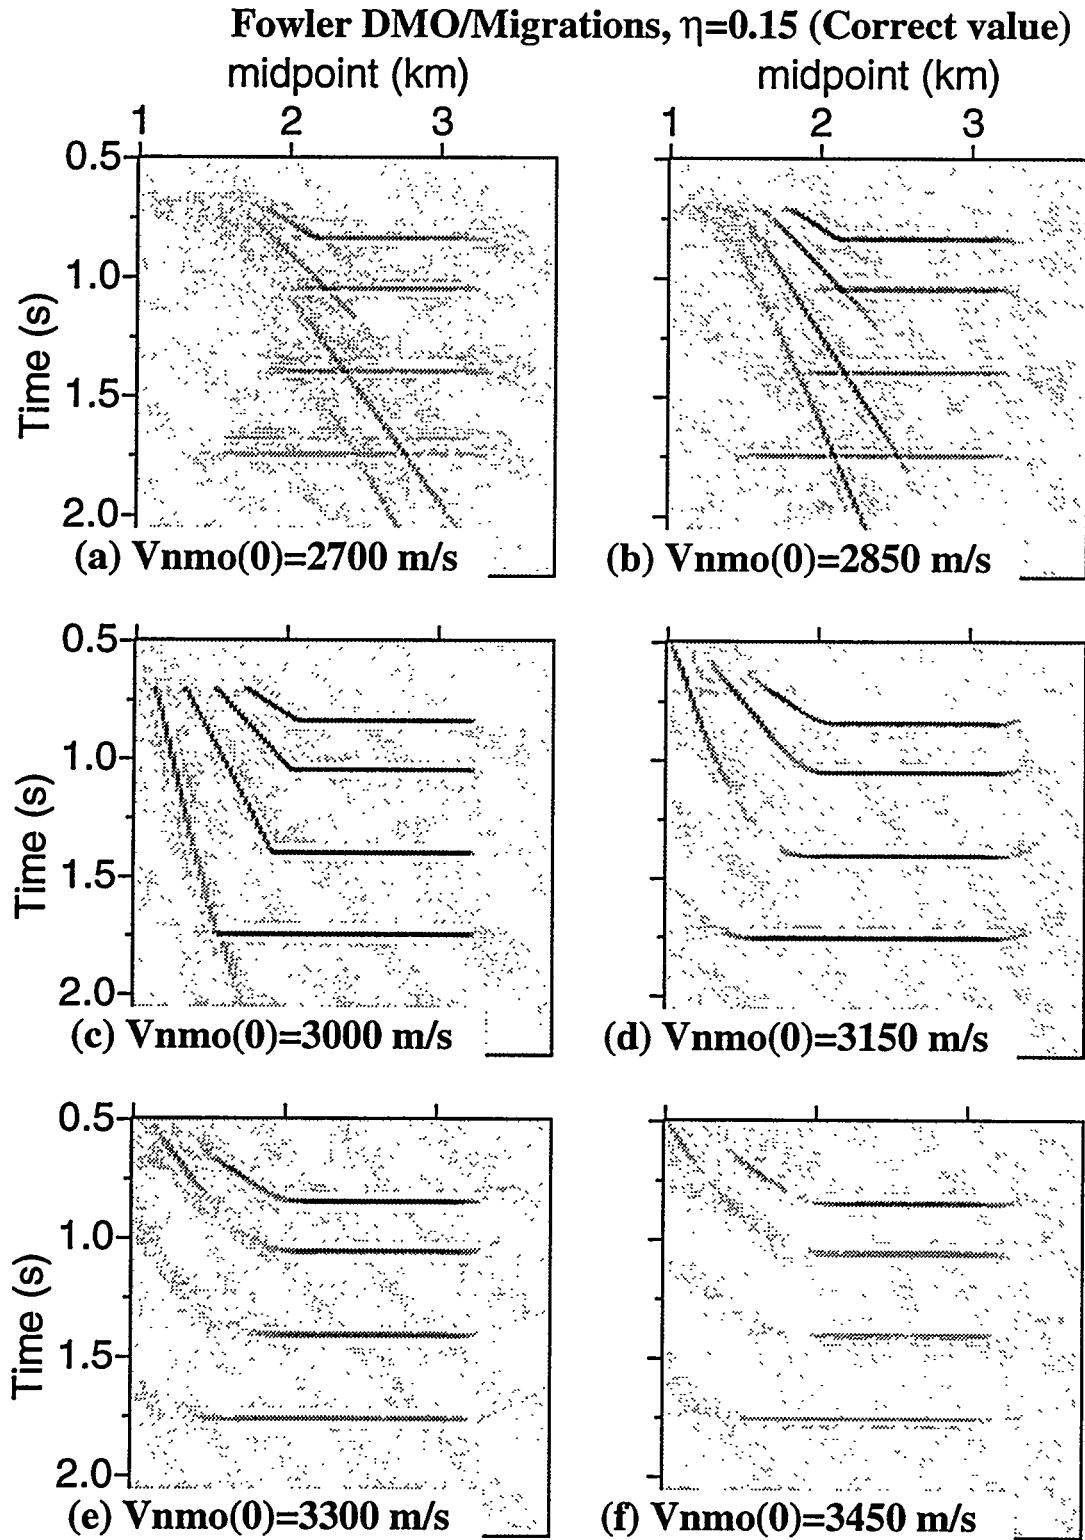 Fowler DMO/Migrations, η=0.15 (Correct value)
midpoint (km) midpoint (km)
1 2 3 1 2 3
0.5
1.0
1.5
2.0
Time (s)
(a) Vnmo(0)=2700 m/s (b) Vnmo(0)=2850 m/s
0.5
1.0
1.5
2.0
Time (s)
(c) Vnmo(0)=3000 m/s (d) Vnmo(0)=3150 m/s
0.5
1.0
1.5
2.0
Time (s)
(e) Vnmo(0)=3300 m/s (f) Vnmo(0)=3450 m/s